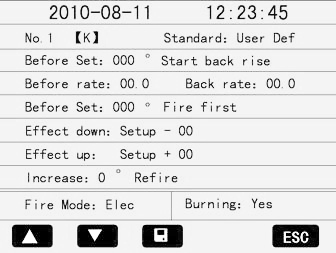 2010-08-11 12:23:45
No.1 【K】 Standard: User Def
Before Set: 000 ° Start back rise
Before rate: 00.0 Back rate: 00.0
Before Set: 000 ° Fire first
Effect down: Setup - 00
Effect up: Setup + 00
Increase: 0 ° Refire
Fire Mode: Elec Burning: Yes
ESC